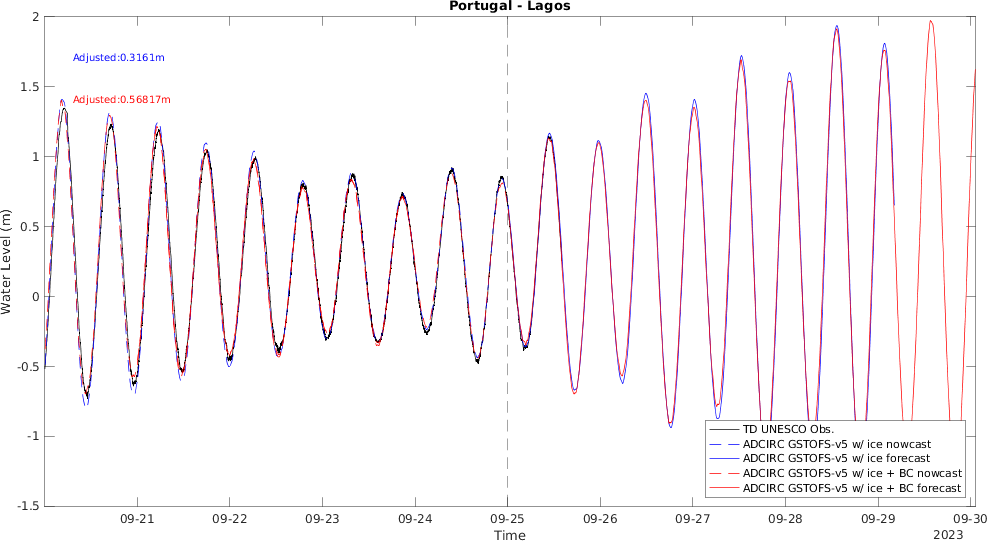 Portugal - Lagos
Adjusted:0.3161m
Adjusted:0.56817m
Water Level (m)
2
1.5
1
0.5
0
-0.5
-1
-1.5
TD UNESCO Obs.
ADCIRC GSTOFS-v5 w/ ice nowcast
ADCIRC GSTOFS-v5 w/ ice forecast
ADCIRC GSTOFS-v5 w/ ice + BC nowcast
ADCIRC GSTOFS-v5 w/ ice + BC forecast
09-21 09-22 09-23 09-24 09-25 09-26 09-27 09-28 09-29 09-30
Time
2023